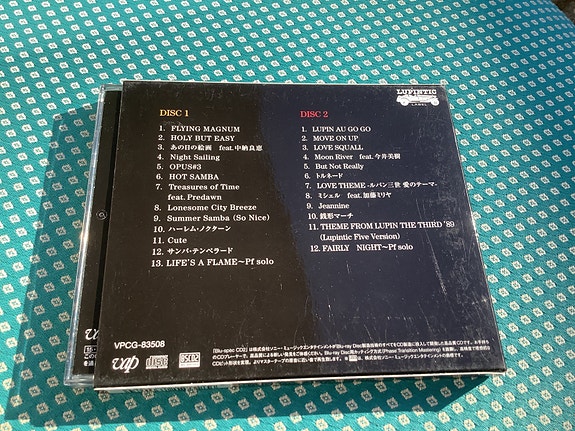 LUPINTIC
LABEL
DISC 1
1. FLYING MAGNUM
2. HOLY BUT EASY
3. あの日の絵画 feat.中納良恵
4. Night Sailing
5. OPUS#3
6. HOT SAMBA
7. Treasures of Time
feat. Predawn
8. Lonesome City Breeze
9. Summer Samba (So Nice)
10. ハーレム・ノクターン
11. Cute
12. サンバ・テンペラード
13. LIFE'S A FLAME〜Pf solo
DISC 2
1. LUPIN AU GO GO
2. MOVE ON UP
3. LOVE SQUALL
4. Moon River feat.今井美樹
5. But Not Really
6. トルネード
7. LOVE THEME -ルパン三世 愛のテーマ-
8. ミシェル feat.加藤ミリヤ
9. Jeannine
10. 銭形マーチ
11. THEME FROM LUPIN THE THIRD '89
(Lupintic Five Version)
12. FAIRLY NIGHT〜Pf solo
VPCG-83508
vap
BSCD2